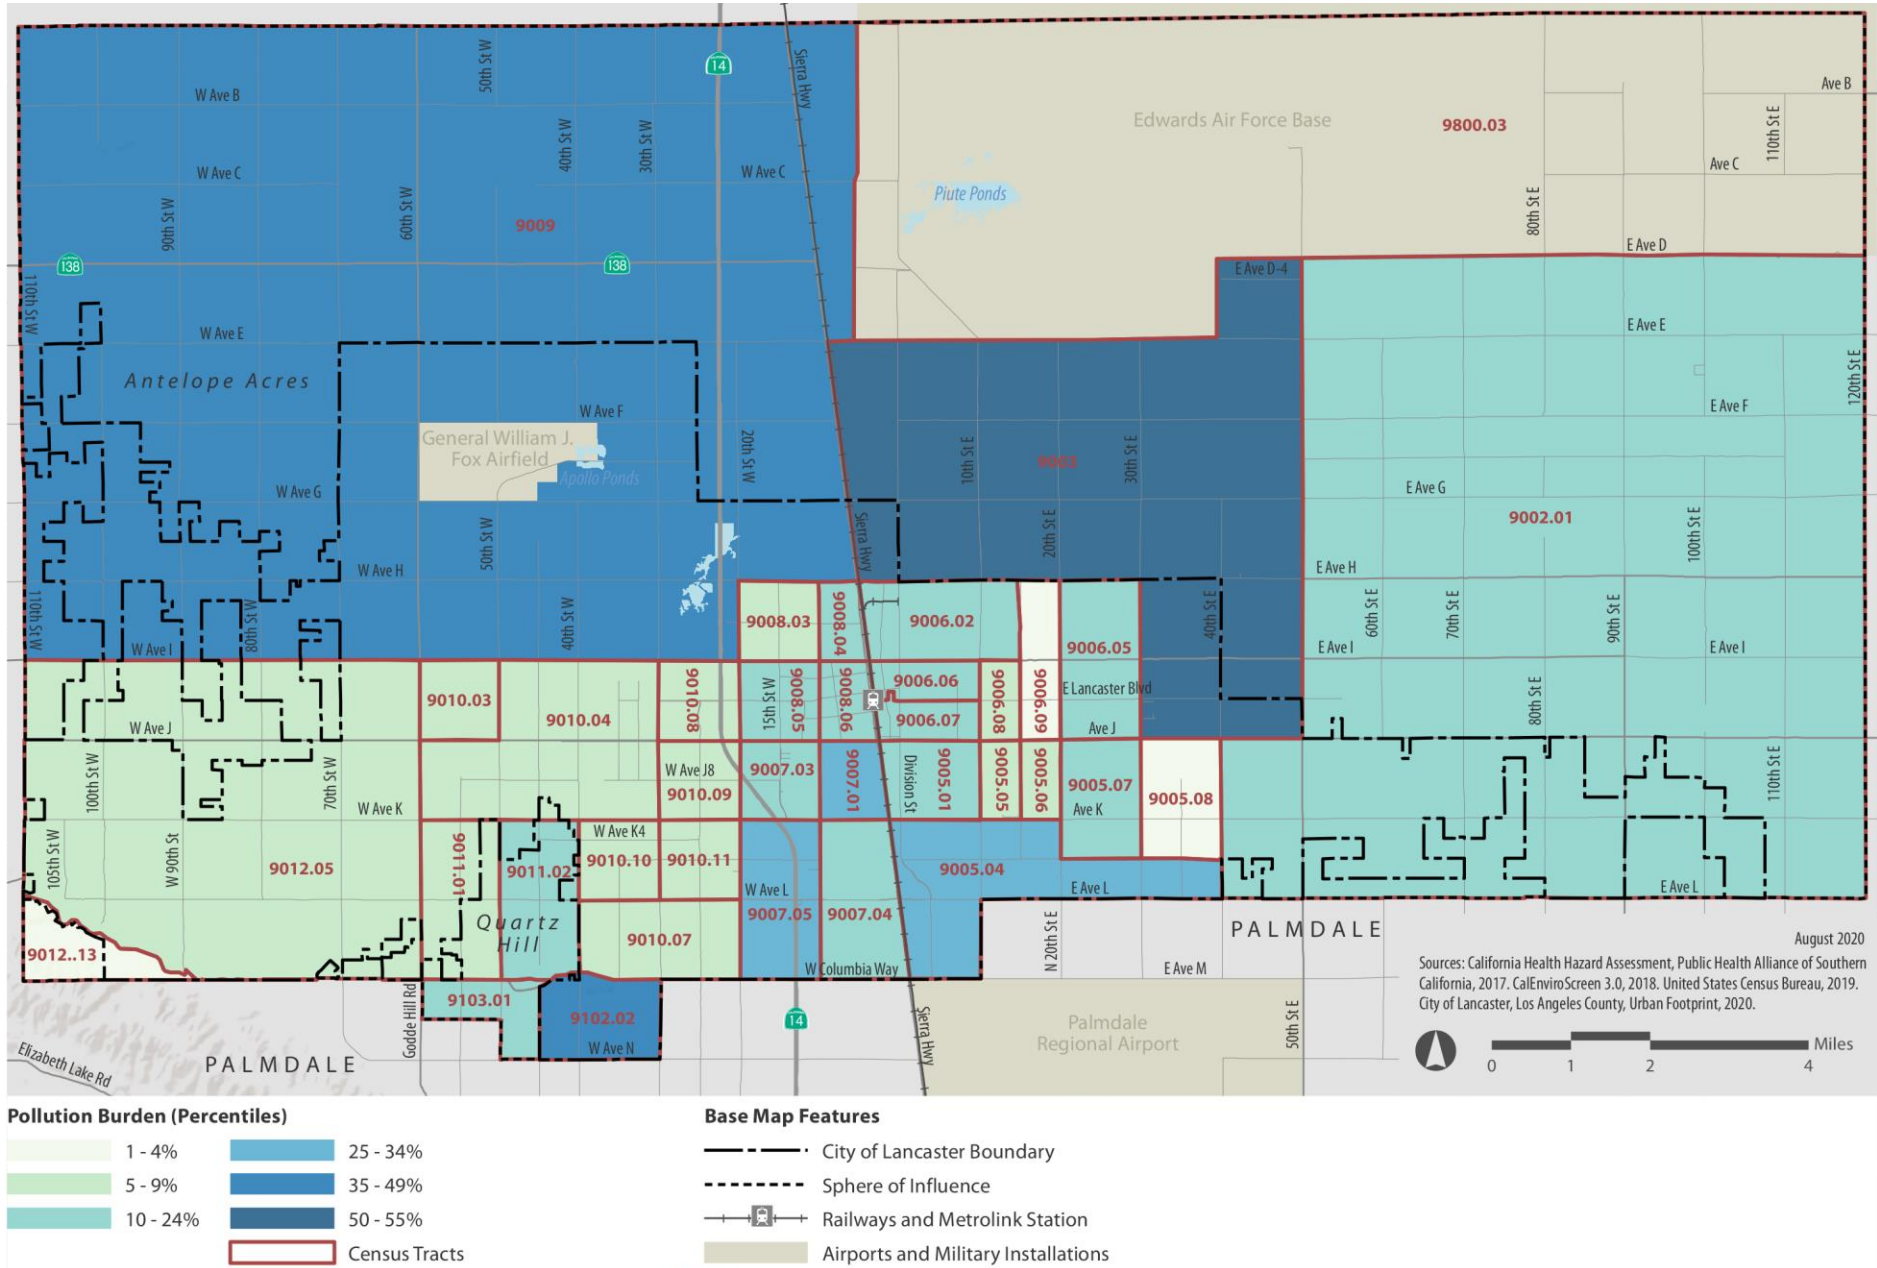 14
Sierra Hwy
50th St W
W Ave B
Ave B
Edwards Air Force Base
9800.03
110th St E
40th St W
30th St W
W Ave C
W Ave C
Ave C
Piute Ponds
90th St W
60th St W
9009
80th St E
E Ave D
138
138
E Ave D-4
110th St W
W Ave E
E Ave E
Antelope Acres
120th St E
W Ave F
E Ave F
General William J.
Fox Airfield
Apollo Ponds
20th St W
10th St E
9003
30th St E
W Ave G
E Ave G
9002.01
50th St W
Sierra Hwy
20th St E
100th St E
W Ave H
E Ave H
110th St W
80th St W
40th St W
9008.03
9008.04
9006.02
9006.05
40th St E
60th St E
70th St E
90th St E
W Ave I
E Ave I
E Ave I
9010.03
9010.04
9010.08
15th St W
9008.05
9008.06
9006.06
9006.07
9006.08
9006.09
E Lancaster Blvd
80th St E
W Ave J
Ave J
100th St W
70th St W
W Ave J8
9010.09
9007.03
9007.01
Division St
9005.01
9005.05
9005.06
9005.07
9005.08
110th St E
W Ave K
Ave K
105th St W
W 90th St
9012.05
9011.01
9011.02
W Ave K4
9010.10
9010.11
9005.04
W Ave L
E Ave L
E Ave L
Quartz
Hill
9010.07
9007.05
9007.04
9012..13
W Columbia Way
N 20th St E
E Ave M
PALMDALE
August 2020
Sources: California Health Hazard Assessment, Public Health Alliance of Southern
California, 2017. CalEnviroScreen 3.0, 2018. United States Census Bureau, 2019.
City of Lancaster, Los Angeles County, Urban Footprint, 2020.
9103.01
9102.02
Godde Hill Rd
W Ave N
14
Sierra Hwy
Palmdale
Regional Airport
50th St E
Elizabeth Lake Rd
PALMDALE
Miles
0 1 2 4
Pollution Burden (Percentiles)
1 - 4%
5 - 9%
10 - 24%
25 - 34%
35 - 49%
50 - 55%
Census Tracts
Base Map Features
City of Lancaster Boundary
Sphere of Influence
Railways and Metrolink Station
Airports and Military Installations